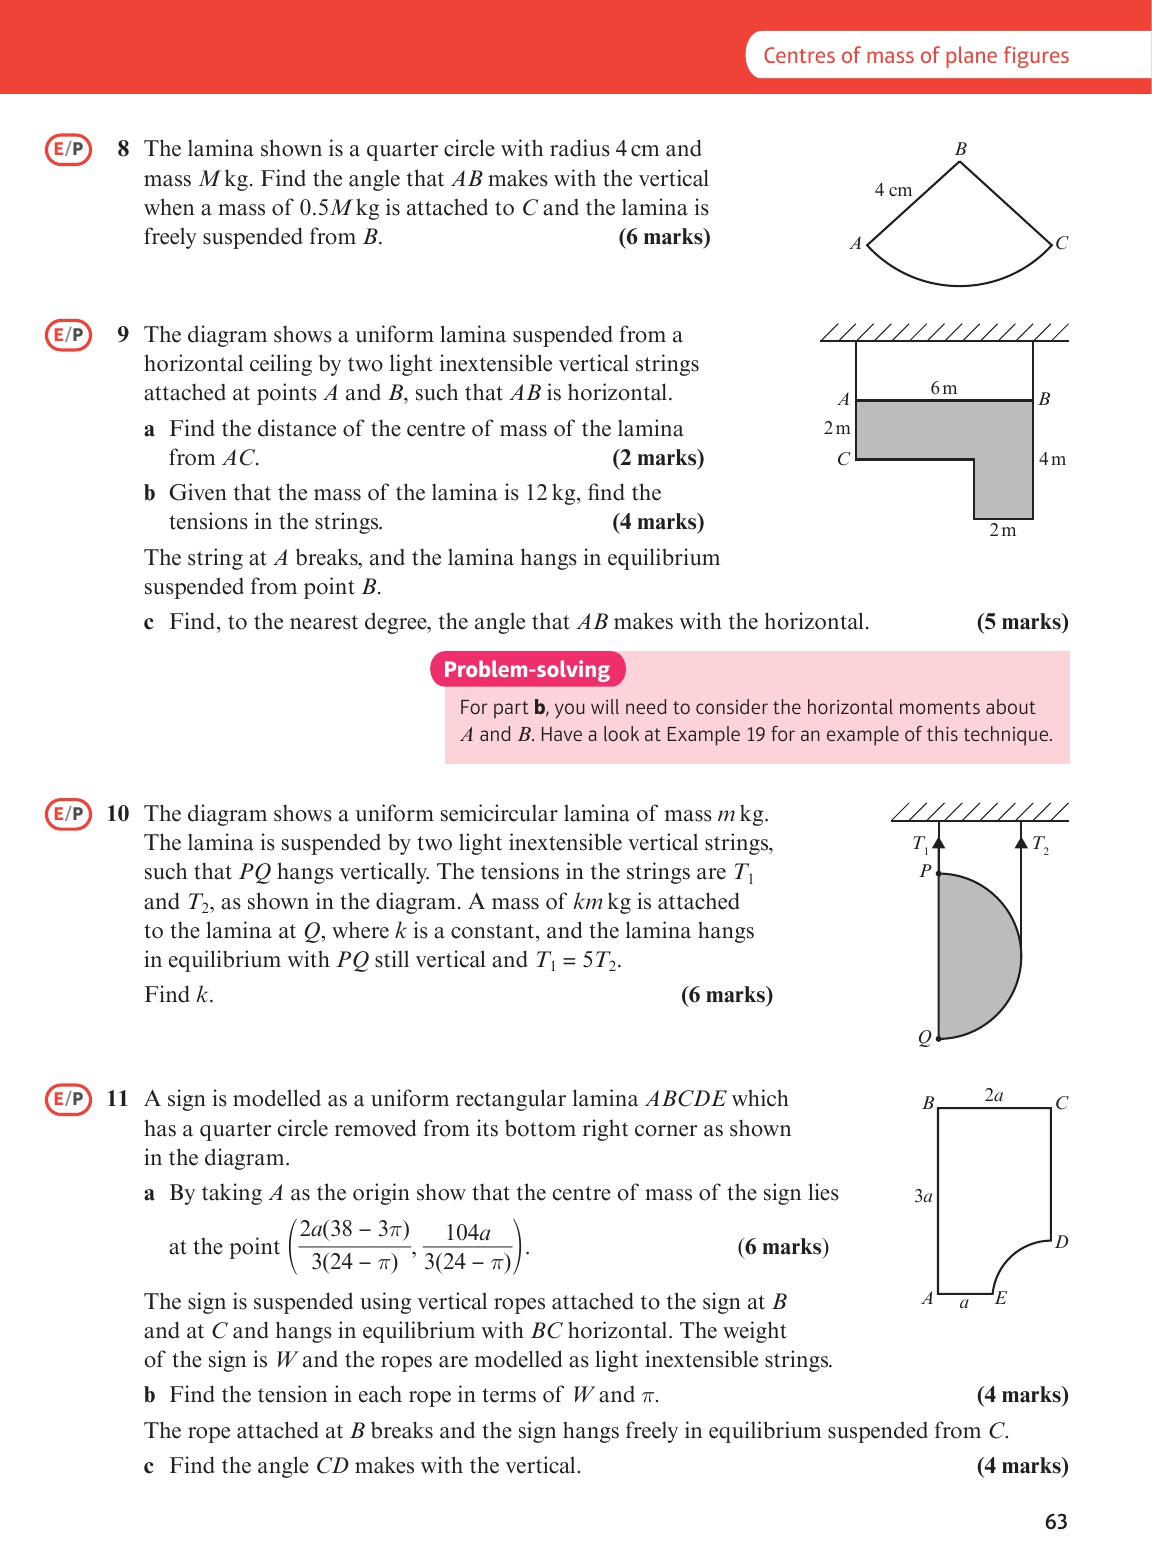 Centres of mass of plane figures
E/P 8 The lamina shown is a quarter circle with radius 4 cm and
mass M kg. Find the angle that AB makes with the vertical
when a mass of 0.5M kg is attached to C and the lamina is
freely suspended from B. (6 marks)
B
4 cm
A
C
E/P 9 The diagram shows a uniform lamina suspended from a
horizontal ceiling by two light inextensible vertical strings
attached at points A and B, such that AB is horizontal.
a Find the distance of the centre of mass of the lamina
from AC. (2 marks)
b Given that the mass of the lamina is 12 kg, find the
tensions in the strings. (4 marks)
The string at A breaks, and the lamina hangs in equilibrium
suspended from point B.
c Find, to the nearest degree, the angle that AB makes with the horizontal. (5 marks)
6 m
A
B
2 m
C
4 m
2 m
Problem-solving
For part b, you will need to consider the horizontal moments about
A and B. Have a look at Example 19 for an example of this technique.
E/P 10 The diagram shows a uniform semicircular lamina of mass m kg.
The lamina is suspended by two light inextensible vertical strings,
such that PQ hangs vertically. The tensions in the strings are T₁
and T₂, as shown in the diagram. A mass of km kg is attached
to the lamina at Q, where k is a constant, and the lamina hangs
in equilibrium with PQ still vertical and T₁ = 5T₂.
Find k. (6 marks)
T₁
T₂
P
Q
E/P 11 A sign is modelled as a uniform rectangular lamina ABCDE which
has a quarter circle removed from its bottom right corner as shown
in the diagram.
a By taking A as the origin show that the centre of mass of the sign lies
at the point (2a(38 − 3π)/3(24 − π), 104a/3(24 − π)). (6 marks)
The sign is suspended using vertical ropes attached to the sign at B
and at C and hangs in equilibrium with BC horizontal. The weight
of the sign is W and the ropes are modelled as light inextensible strings.
b Find the tension in each rope in terms of W and π. (4 marks)
The rope attached at B breaks and the sign hangs freely in equilibrium suspended from C.
c Find the angle CD makes with the vertical. (4 marks)
B
2a
C
3a
D
A
a
E
63